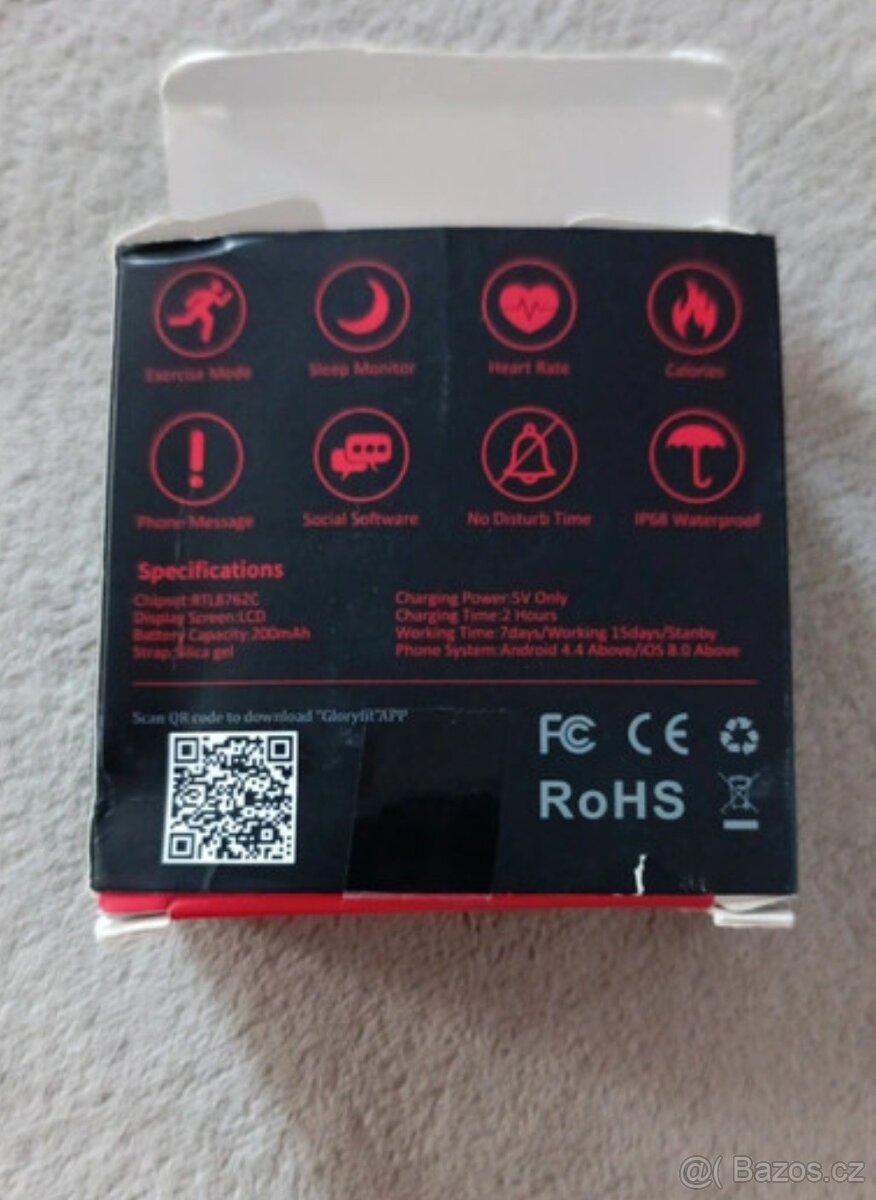 Exercise Mode Sleep Monitor Heart Rate Calories
Phone Message Social Software No Disturb Time IP68 Waterproof
Specifications
Chipset:RTL8762C Charging Power:5V Only
Display Screen:LCD Charging Time:2 Hours
Battery Capacity:200mAh Working Time:7days/Working 15days/Stanby
Strap:Silica gel Phone System:Android 4.4 Above/iOS 8.0 Above
Scan QR code to download "Gloryfit"APP
FC CE
RoHS
@( Bazos.cz